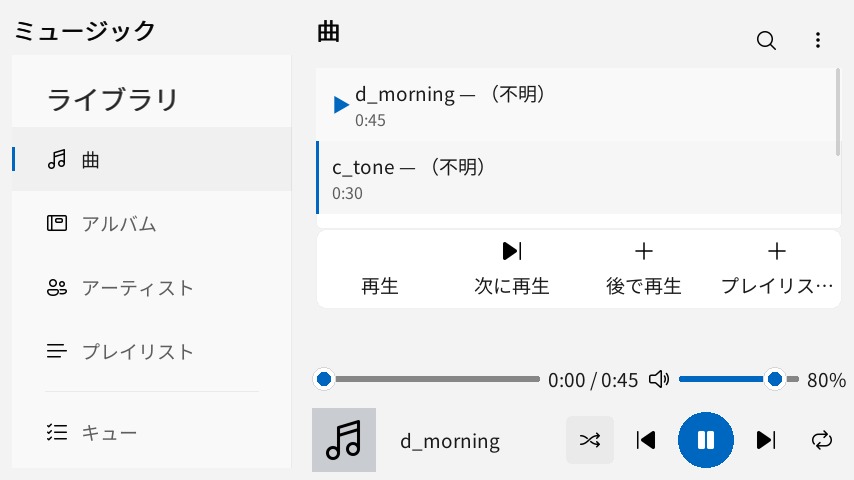 ミュージック
ライブラリ
曲
アルバム
アーティスト
プレイリスト
キュー
曲
d_morning — （不明）
0:45
c_tone — （不明）
0:30
再生
次に再生
後で再生
プレイリス…
0:00 / 0:45
80%
d_morning